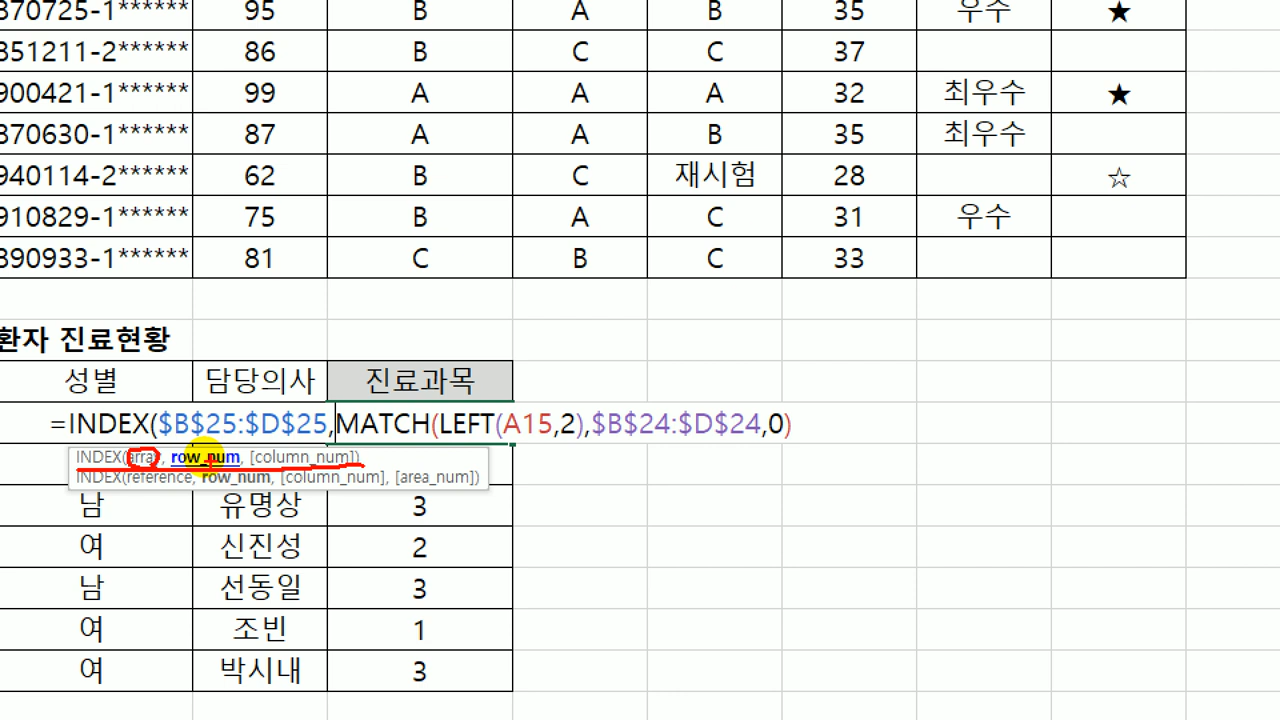 870725-1****** 95 B A B 35 우수 ★
851211-2****** 86 B C C 37
900421-1****** 99 A A A 32 최우수 ★
870630-1****** 87 A A B 35 최우수
940114-2****** 62 B C 재시험 28 ☆
910829-1****** 75 B A C 31 우수
890933-1****** 81 C B C 33
환자 진료현황
성별 담당의사 진료과목
=INDEX($B$25:$D$25,MATCH(LEFT(A15,2),$B$24:$D$24,0)
INDEX(array, row_num, [column_num])
INDEX(reference, row_num, [column_num], [area_num])
남 유명상 3
여 신진성 2
남 선동일 3
여 조빈 1
여 박시내 3